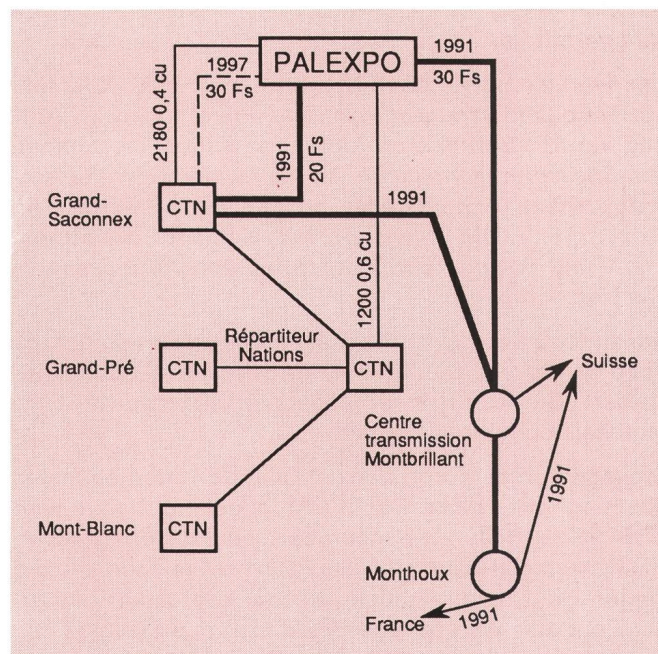 PALEXPO
1991
30 Fs
1997
30 Fs
2180 0,4 cu
1991
20 Fs
Grand-
Saconnex
CTN
1991
1200 0,6 cu
Répartiteur
Nations
Grand-Pré
CTN
CTN
Suisse
Centre
transmission
Montbrillant
1991
Mont-Blanc
CTN
Monthoux
France
1991